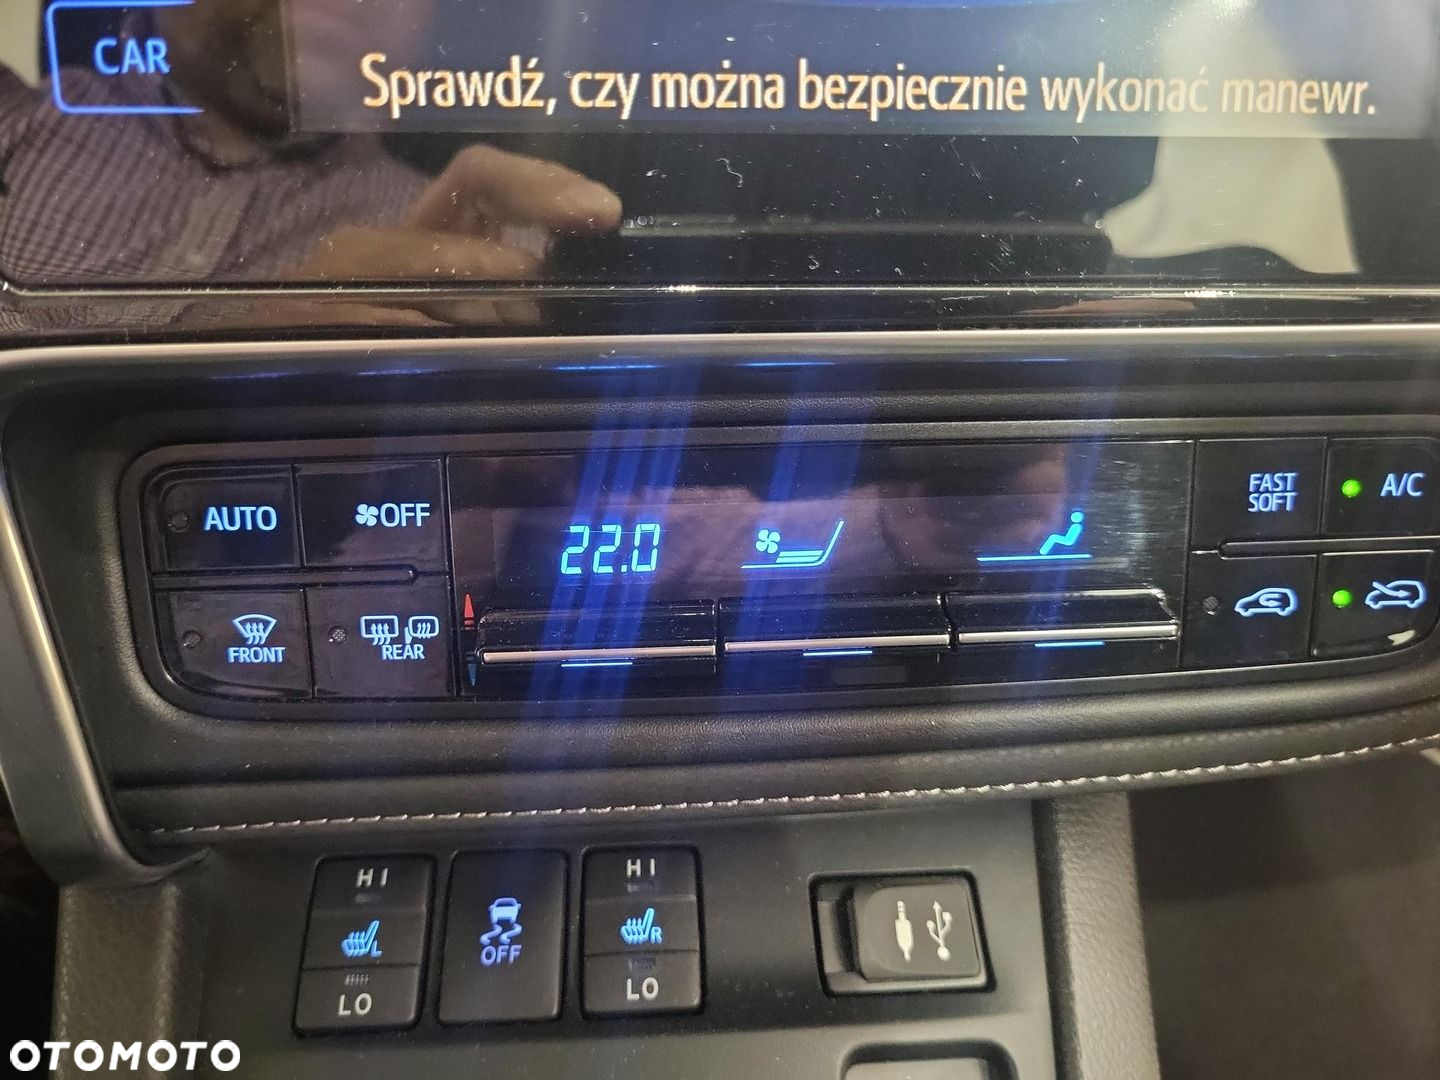 CAR
Sprawdź, czy można bezpiecznie wykonać manewr.
AUTO
OFF
22.0
FAST
SOFT
A/C
FRONT
REAR
HI
L
LO
OFF
HI
R
LO
OTOMOTO